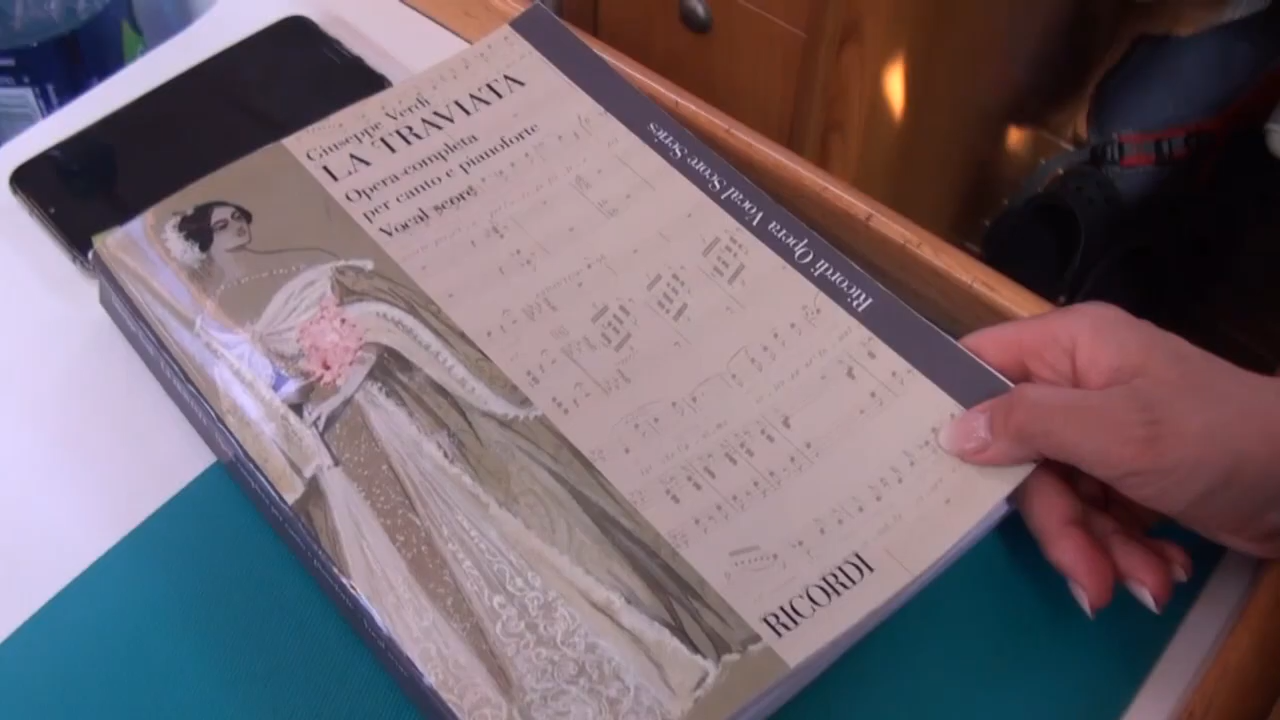 Giuseppe Verdi
LA TRAVIATA
Opera completa
per canto e pianoforte
Vocal score
Ricordi Opera Vocal Score Series
RICORDI